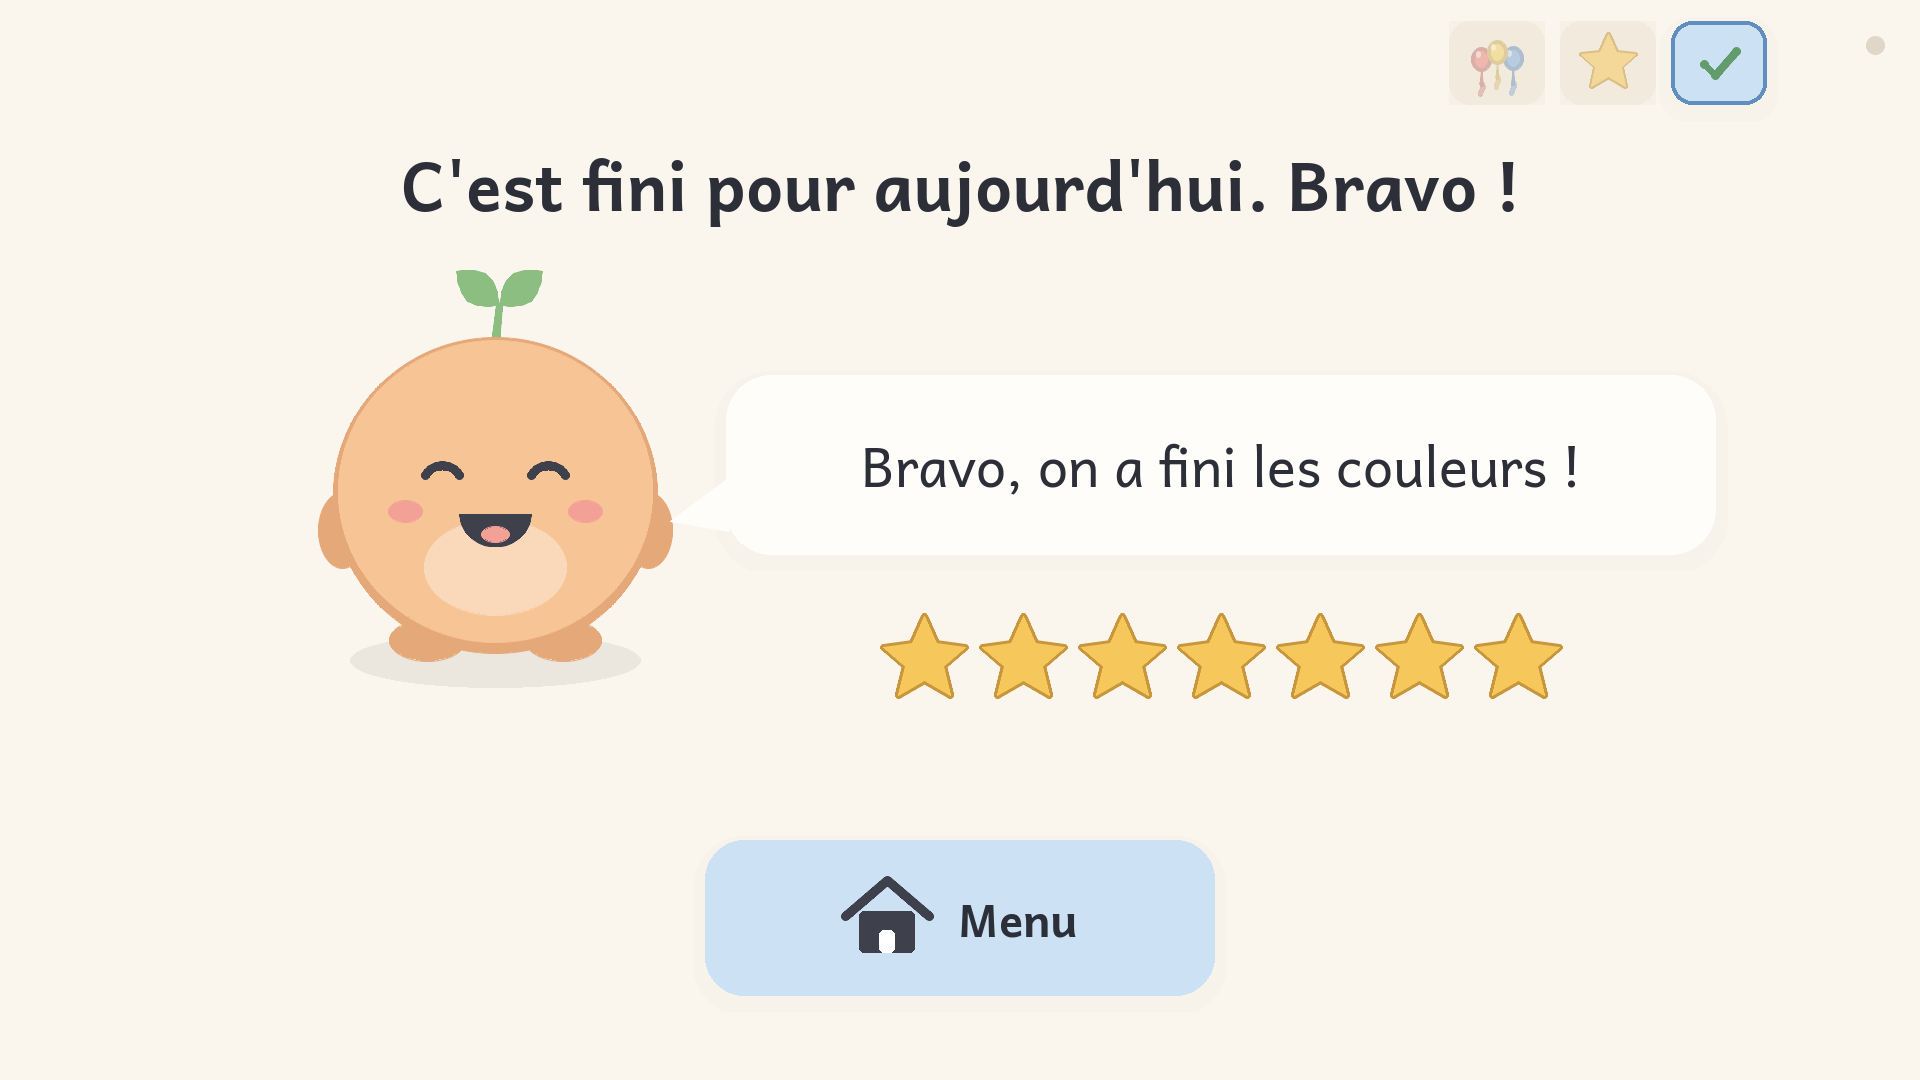 C'est fini pour aujourd'hui. Bravo !
Bravo, on a fini les couleurs !
Menu